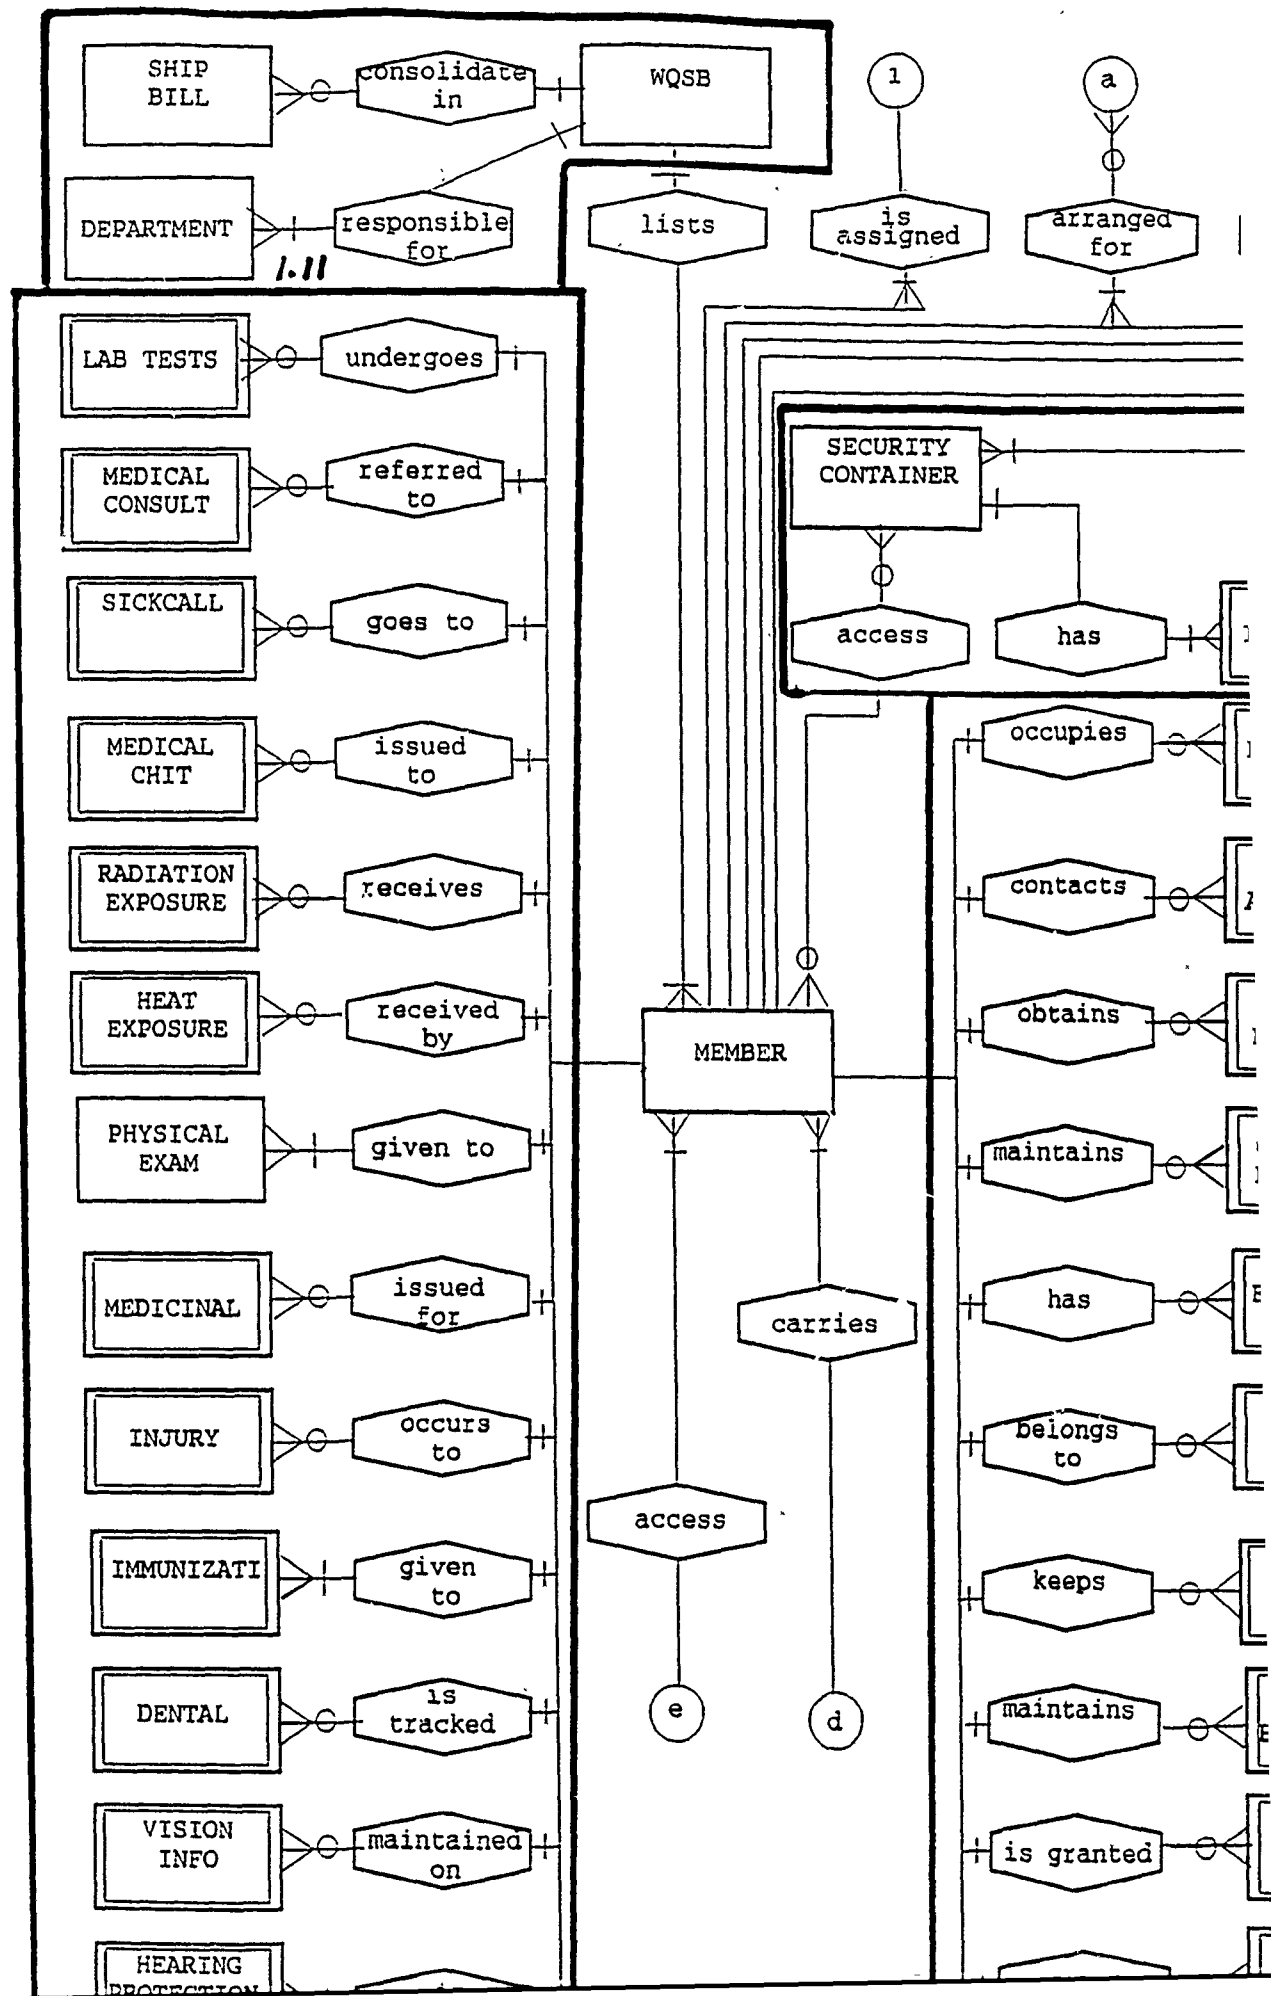 SHIP
BILL
consolidate
in
WQSB
1
a
DEPARTMENT
responsible
for
lists
is
assigned
arranged
for
1.11
LAB TESTS
undergoes
MEDICAL
CONSULT
referred
to
SECURITY
CONTAINER
SICKCALL
goes to
access
has
MEDICAL
CHIT
issued
to
occupies
RADIATION
EXPOSURE
receives
contacts
HEAT
EXPOSURE
received
by
MEMBER
obtains
PHYSICAL
EXAM
given to
maintains
MEDICINAL
issued
for
carries
has
INJURY
occurs
to
belongs
to
access
IMMUNIZATI
given
to
keeps
DENTAL
is
tracked
e
d
maintains
VISION
INFO
maintained
on
is granted
HEARING
PROTECTION